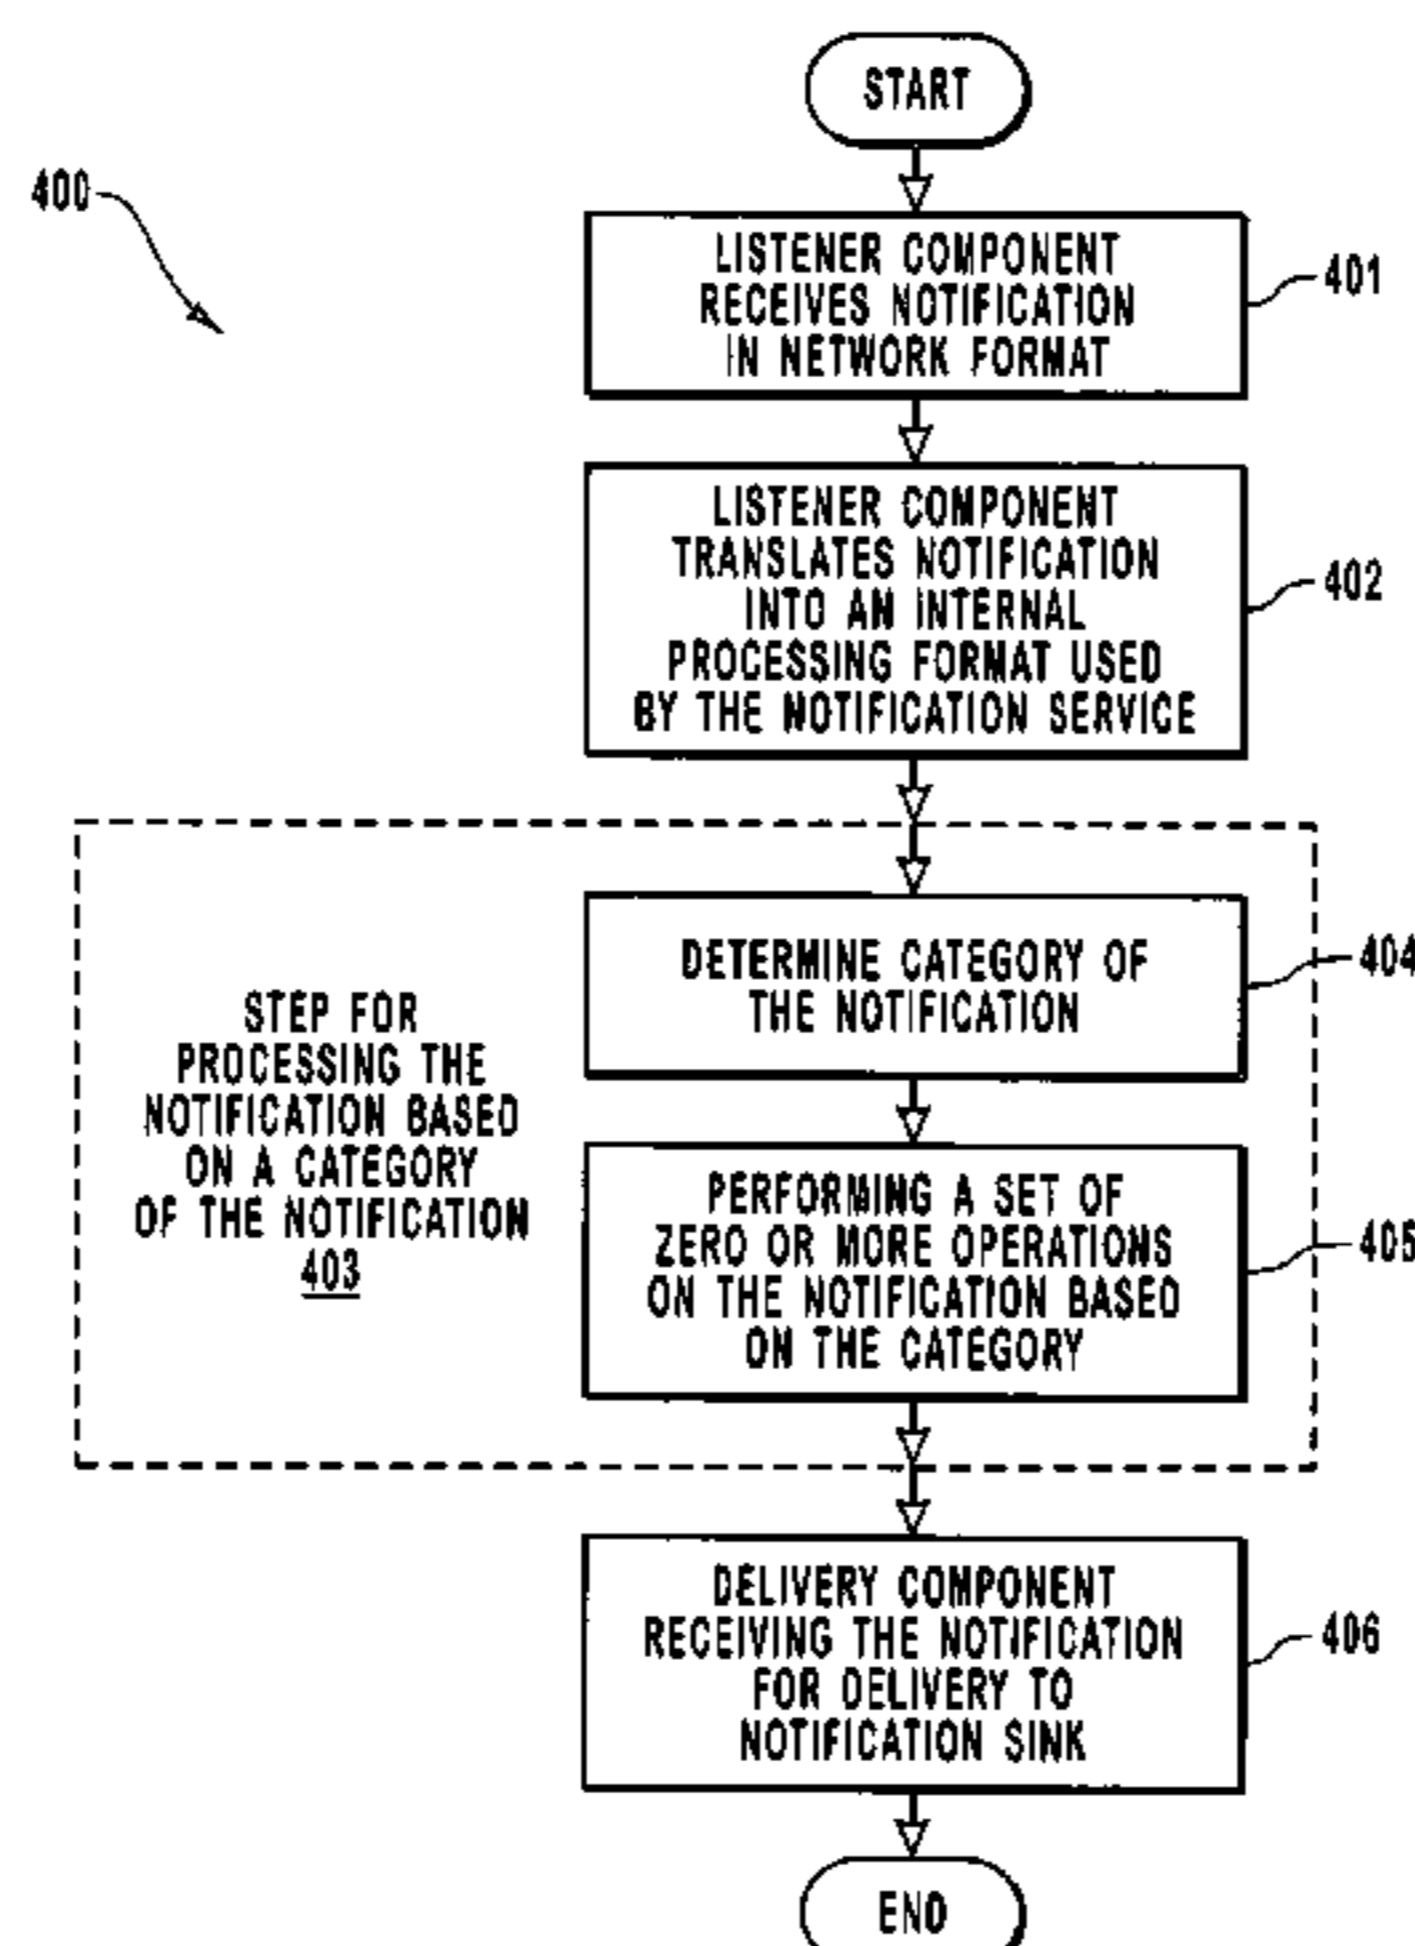 START
400
LISTENER COMPONENT
RECEIVES NOTIFICATION
IN NETWORK FORMAT
401
LISTENER COMPONENT
TRANSLATES NOTIFICATION
INTO AN INTERNAL
PROCESSING FORMAT USED
BY THE NOTIFICATION SERVICE
402
STEP FOR
PROCESSING THE
NOTIFICATION BASED
ON A CATEGORY
OF THE NOTIFICATION
403
DETERMINE CATEGORY OF
THE NOTIFICATION
404
PERFORMING A SET OF
ZERO OR MORE OPERATIONS
ON THE NOTIFICATION BASED
ON THE CATEGORY
405
DELIVERY COMPONENT
RECEIVING THE NOTIFICATION
FOR DELIVERY TO
NOTIFICATION SINK
406
END